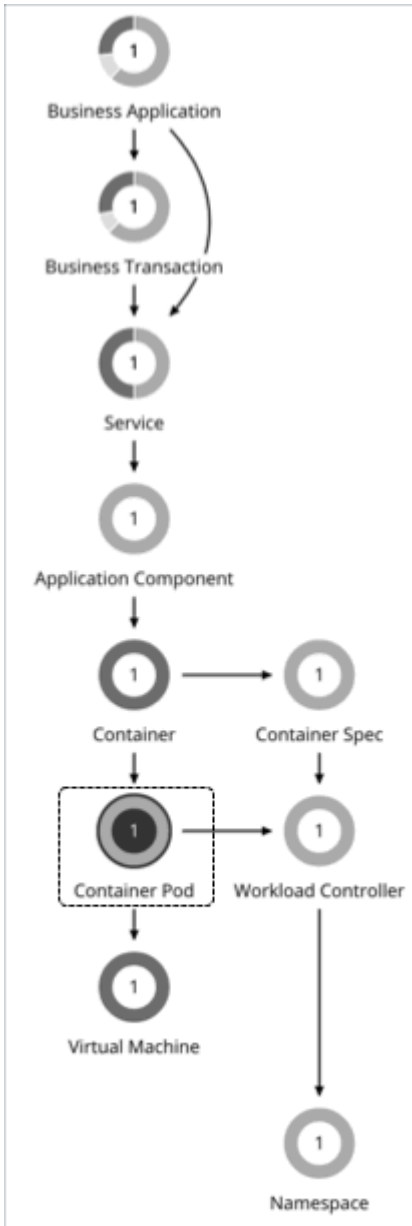 1
Business Application
1
Business Transaction
1
Service
1
Application Component
1
Container
1
Container Spec
1
Container Pod
1
Workload Controller
1
Virtual Machine
1
Namespace